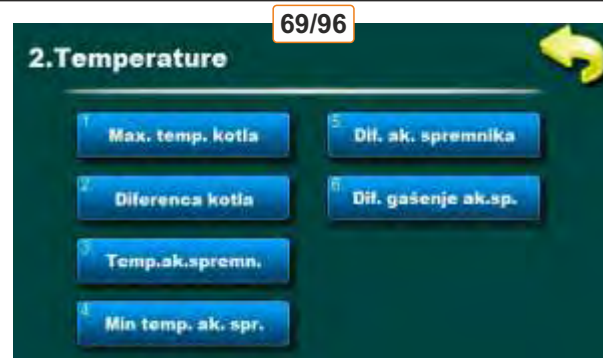 69/96
2.Temperature
1 Max. temp. kotla
2 Diferenca kotla
3 Temp.ak.spremn.
4 Min temp. ak. spr.
5 Dif. ak. spremnika
6 Dif. gašenje ak.sp.